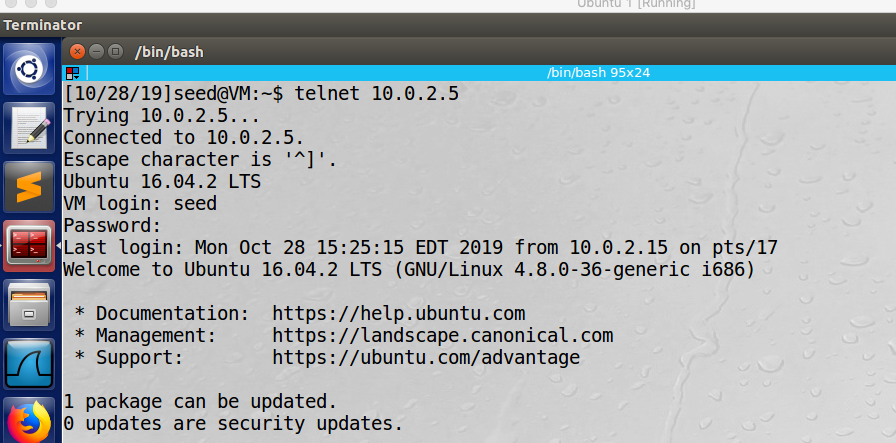 Ubuntu 1 [Running]
Terminator
/bin/bash
/bin/bash 95x24
[10/28/19]seed@VM:~$ telnet 10.0.2.5
Trying 10.0.2.5...
Connected to 10.0.2.5.
Escape character is '^]'.
Ubuntu 16.04.2 LTS
VM login: seed
Password:
Last login: Mon Oct 28 15:25:15 EDT 2019 from 10.0.2.15 on pts/17
Welcome to Ubuntu 16.04.2 LTS (GNU/Linux 4.8.0-36-generic i686)

 * Documentation:  https://help.ubuntu.com
 * Management:     https://landscape.canonical.com
 * Support:        https://ubuntu.com/advantage

1 package can be updated.
0 updates are security updates.